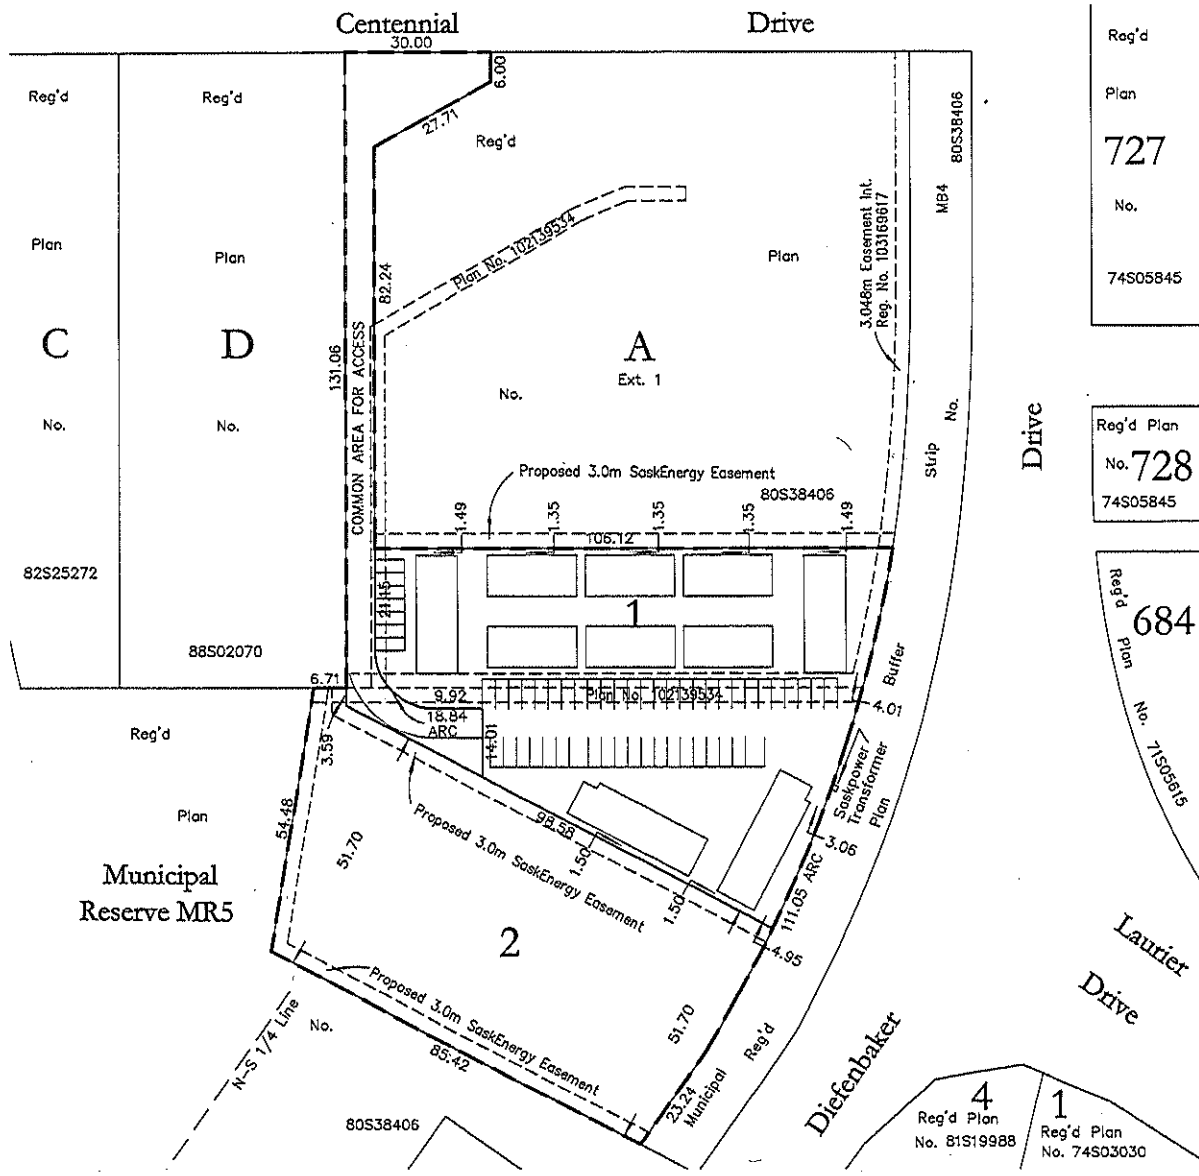 Centennial Drive
30.00
6.00
27.71
Reg'd
Reg'd
Reg'd
Reg'd
Plan
727
No.
74S05845
80S38406
MB4
3.048m Easement Int.
Reg. No. 103169617
Plan No. 102139534
Plan
Plan
Plan
82.24
C
D
A
Ext. 1
131.06
COMMON AREA FOR ACCESS
No.
No.
No.
No.
Strip
Drive
Reg'd Plan
No. 728
74S05845
Proposed 3.0m SaskEnergy Easement
80S38406
1.49
1.35
1.35
1.35
1.49
106.12
82S25272
21.15
1
Reg'd
Plan
No.
71S05615
684
88S02070
Buffer
6.71
9.92
Plan No. 102139534
4.01
18.84
ARC
14.01
3.59
Reg'd
Plan
Saskpower
Transformer
Plan
54.48
51.70
Proposed 3.0m SaskEnergy Easement
98.58
1.50
1.50
3.06
111.05 ARC
4.95
Municipal
Reserve MR5
2
Laurier
Drive
Proposed 3.0m SaskEnergy Easement
51.70
No.
N-S 1/4 Line
85.42
23.24
Municipal
Reg'd
Diefenbaker
80S38406
4
Reg'd Plan
No. 81S19988
1
Reg'd Plan
No. 74S03030